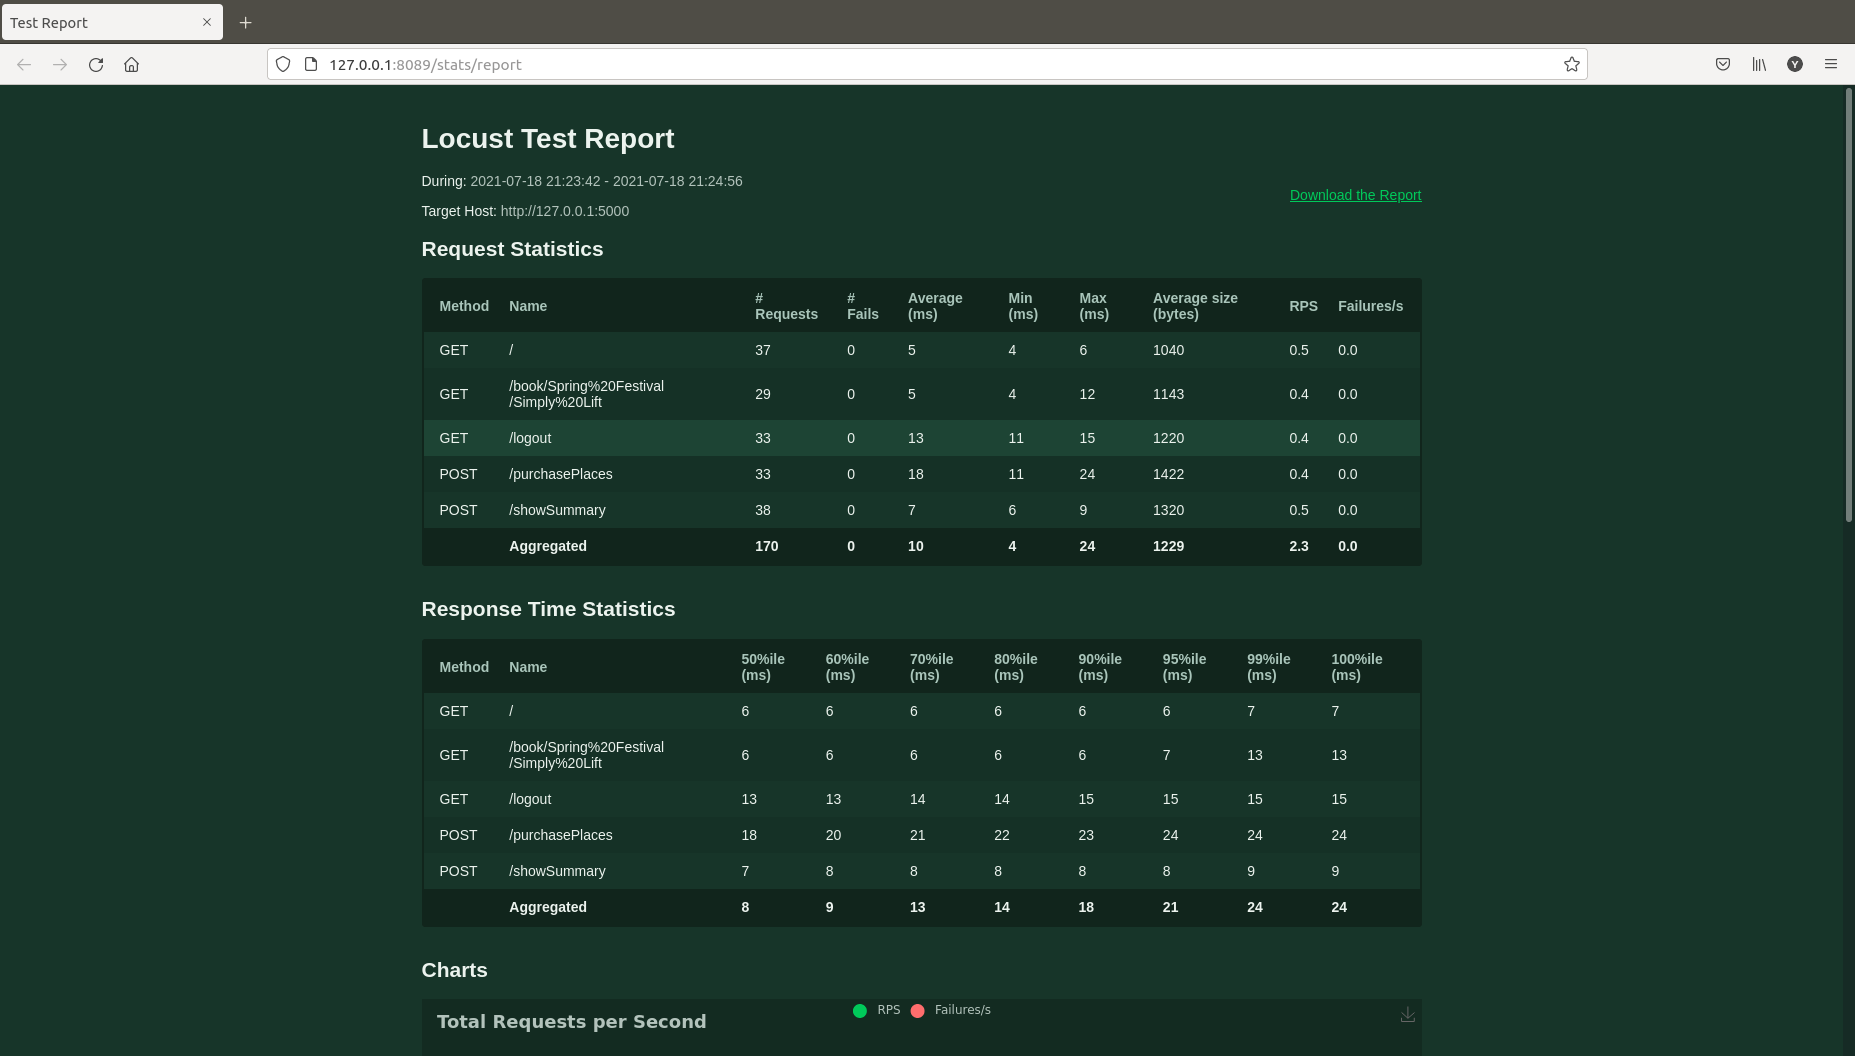 Test Report
127.0.0.1:8089/stats/report
Y
Locust Test Report
During: 2021-07-18 21:23:42 - 2021-07-18 21:24:56
Download the Report
Target Host: http://127.0.0.1:5000
Request Statistics
Method Name # Requests # Fails Average (ms) Min (ms) Max (ms) Average size (bytes) RPS Failures/s
GET / 37 0 5 4 6 1040 0.5 0.0
GET /book/Spring%20Festival/Simply%20Lift 29 0 5 4 12 1143 0.4 0.0
GET /logout 33 0 13 11 15 1220 0.4 0.0
POST /purchasePlaces 33 0 18 11 24 1422 0.4 0.0
POST /showSummary 38 0 7 6 9 1320 0.5 0.0
Aggregated 170 0 10 4 24 1229 2.3 0.0
Response Time Statistics
Method Name 50%ile (ms) 60%ile (ms) 70%ile (ms) 80%ile (ms) 90%ile (ms) 95%ile (ms) 99%ile (ms) 100%ile (ms)
GET / 6 6 6 6 6 6 7 7
GET /book/Spring%20Festival/Simply%20Lift 6 6 6 6 6 7 13 13
GET /logout 13 13 14 14 15 15 15 15
POST /purchasePlaces 18 20 21 22 23 24 24 24
POST /showSummary 7 8 8 8 8 8 9 9
Aggregated 8 9 13 14 18 21 24 24
Charts
RPS Failures/s
Total Requests per Second